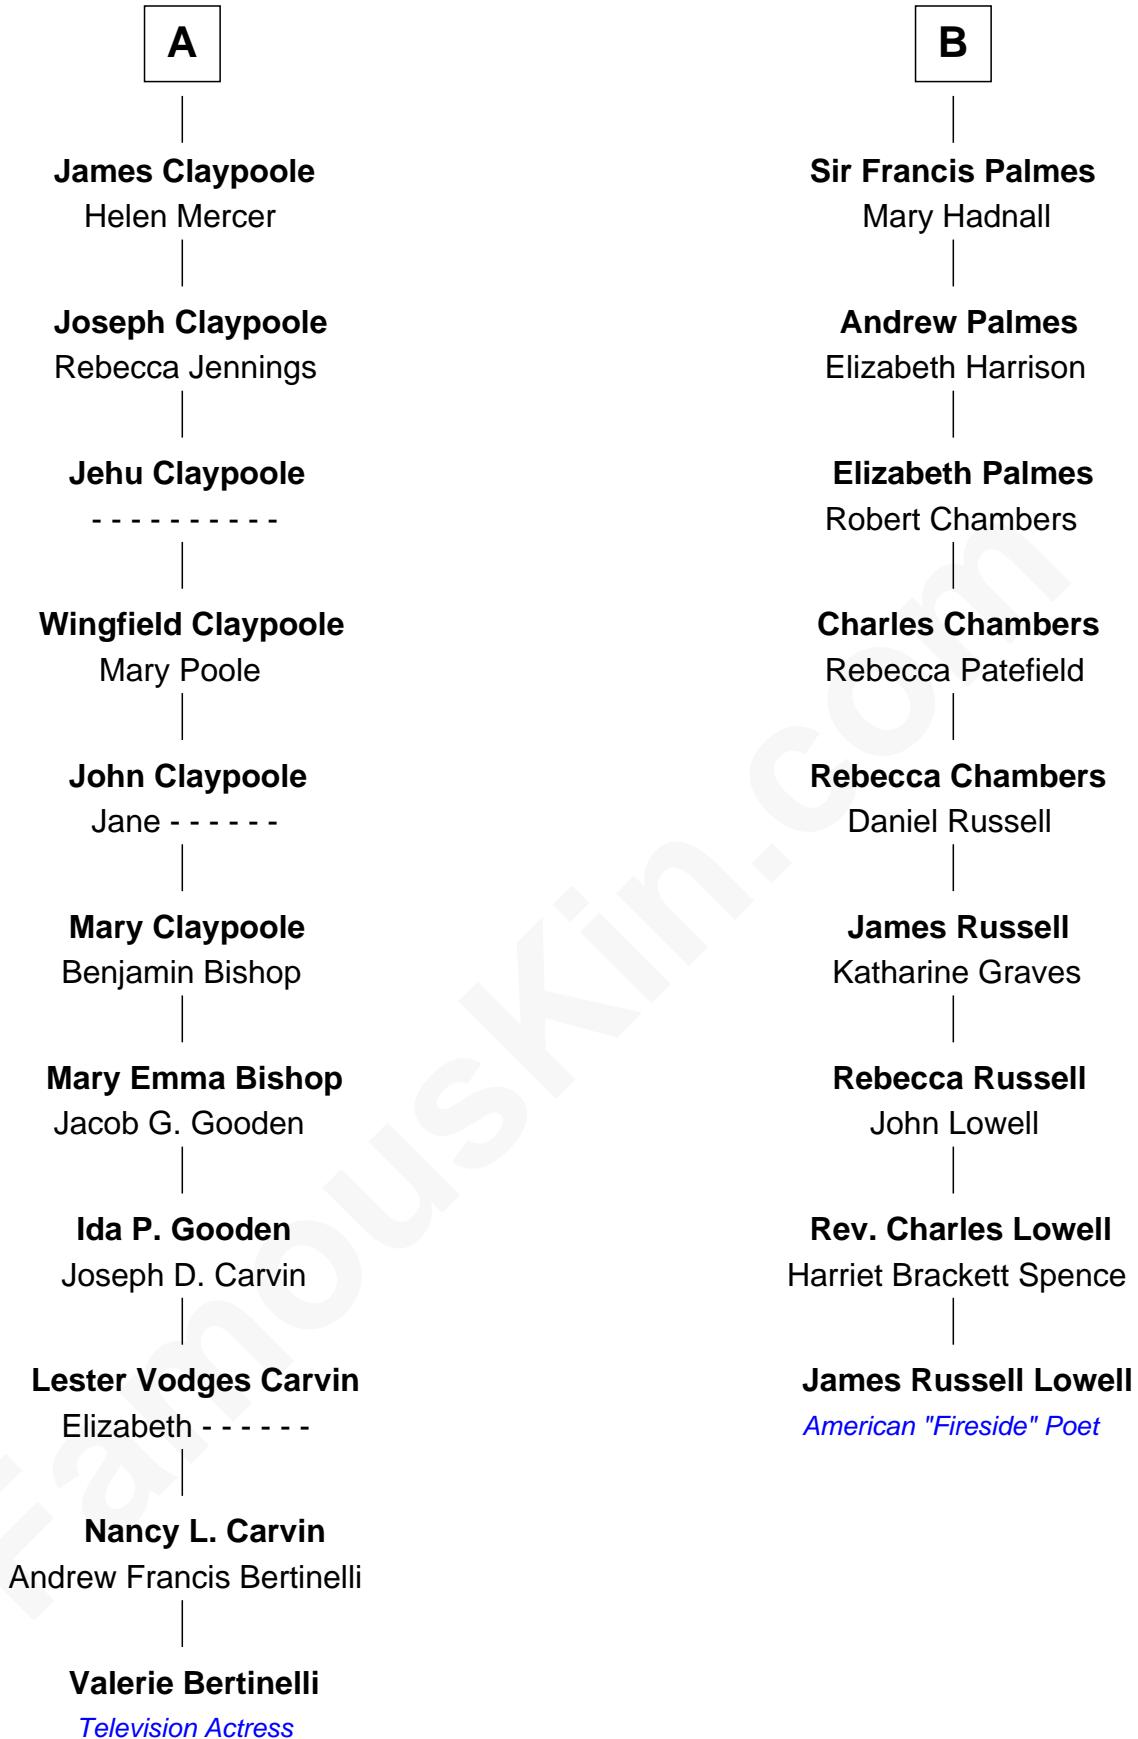 A
James Claypoole
Helen Mercer
Joseph Claypoole
Rebecca Jennings
Jehu Claypoole
- - - - - - - - - -
Wingfield Claypoole
Mary Poole
John Claypoole
Jane - - - - - -
Mary Claypoole
Benjamin Bishop
Mary Emma Bishop
Jacob G. Gooden
Ida P. Gooden
Joseph D. Carvin
Lester Vodges Carvin
Elizabeth - - - - - -
Nancy L. Carvin
Andrew Francis Bertinelli
Valerie Bertinelli
Television Actress
B
Sir Francis Palmes
Mary Hadnall
Andrew Palmes
Elizabeth Harrison
Elizabeth Palmes
Robert Chambers
Charles Chambers
Rebecca Patefield
Rebecca Chambers
Daniel Russell
James Russell
Katharine Graves
Rebecca Russell
John Lowell
Rev. Charles Lowell
Harriet Brackett Spence
James Russell Lowell
American "Fireside" Poet
FamousKin.com